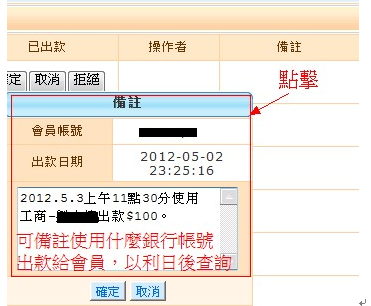 已出款 操作者 備註
定 取消 拒絕
點擊
備註
會員帳號
出款日期 2012-05-02
23:25:16
2012.5.3上午11點30分使用
工商-出款$100。
可備註使用什麼銀行帳號
出款給會員，以利日後查詢
確定 取消